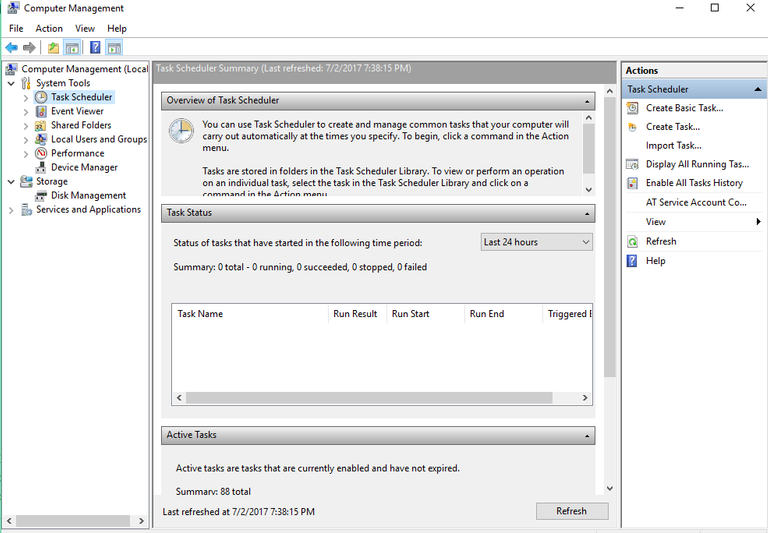 Computer Management
File Action View Help
Computer Management (Local
System Tools
Task Scheduler
Event Viewer
Shared Folders
Local Users and Groups
Performance
Device Manager
Storage
Disk Management
Services and Applications
Task Scheduler Summary (Last refreshed: 7/2/2017 7:38:15 PM)
Overview of Task Scheduler
You can use Task Scheduler to create and manage common tasks that your computer will
carry out automatically at the times you specify. To begin, click a command in the Action
menu.
Tasks are stored in folders in the Task Scheduler Library. To view or perform an operation
on an individual task, select the task in the Task Scheduler Library and click on a
command in the Action menu
Task Status
Status of tasks that have started in the following time period: Last 24 hours
Summary: 0 total - 0 running, 0 succeeded, 0 stopped, 0 failed
Task Name Run Result Run Start Run End Triggered
Active Tasks
Active tasks are tasks that are currently enabled and have not expired.
Summary: 88 total
Last refreshed at 7/2/2017 7:38:15 PM Refresh
Actions
Task Scheduler
Create Basic Task...
Create Task...
Import Task...
Display All Running Tas...
Enable All Tasks History
AT Service Account Co...
View
Refresh
Help